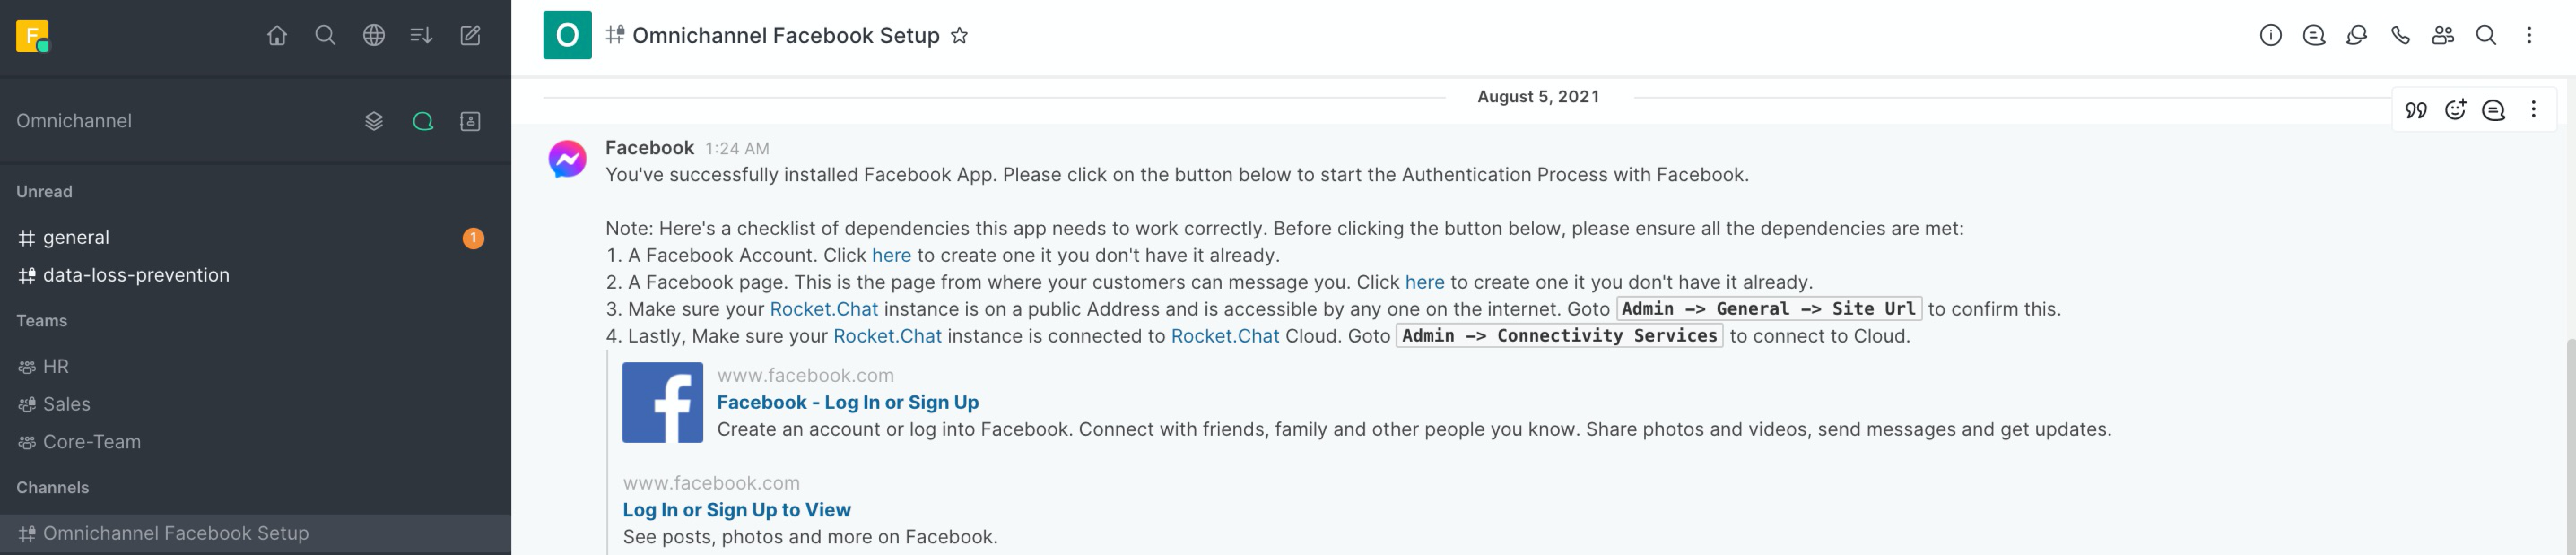 F
Omnichannel
Unread
general
1
data-loss-prevention
Teams
HR
Sales
Core-Team
Channels
Omnichannel Facebook Setup
O Omnichannel Facebook Setup
August 5, 2021
Facebook 1:24 AM
You've successfully installed Facebook App. Please click on the button below to start the Authentication Process with Facebook.
Note: Here's a checklist of dependencies this app needs to work correctly. Before clicking the button below, please ensure all the dependencies are met:
1. A Facebook Account. Click here to create one it you don't have it already.
2. A Facebook page. This is the page from where your customers can message you. Click here to create one it you don't have it already.
3. Make sure your Rocket.Chat instance is on a public Address and is accessible by any one on the internet. Goto Admin -> General -> Site Url to confirm this.
4. Lastly, Make sure your Rocket.Chat instance is connected to Rocket.Chat Cloud. Goto Admin -> Connectivity Services to connect to Cloud.
f
www.facebook.com
Facebook - Log In or Sign Up
Create an account or log into Facebook. Connect with friends, family and other people you know. Share photos and videos, send messages and get updates.
www.facebook.com
Log In or Sign Up to View
See posts, photos and more on Facebook.